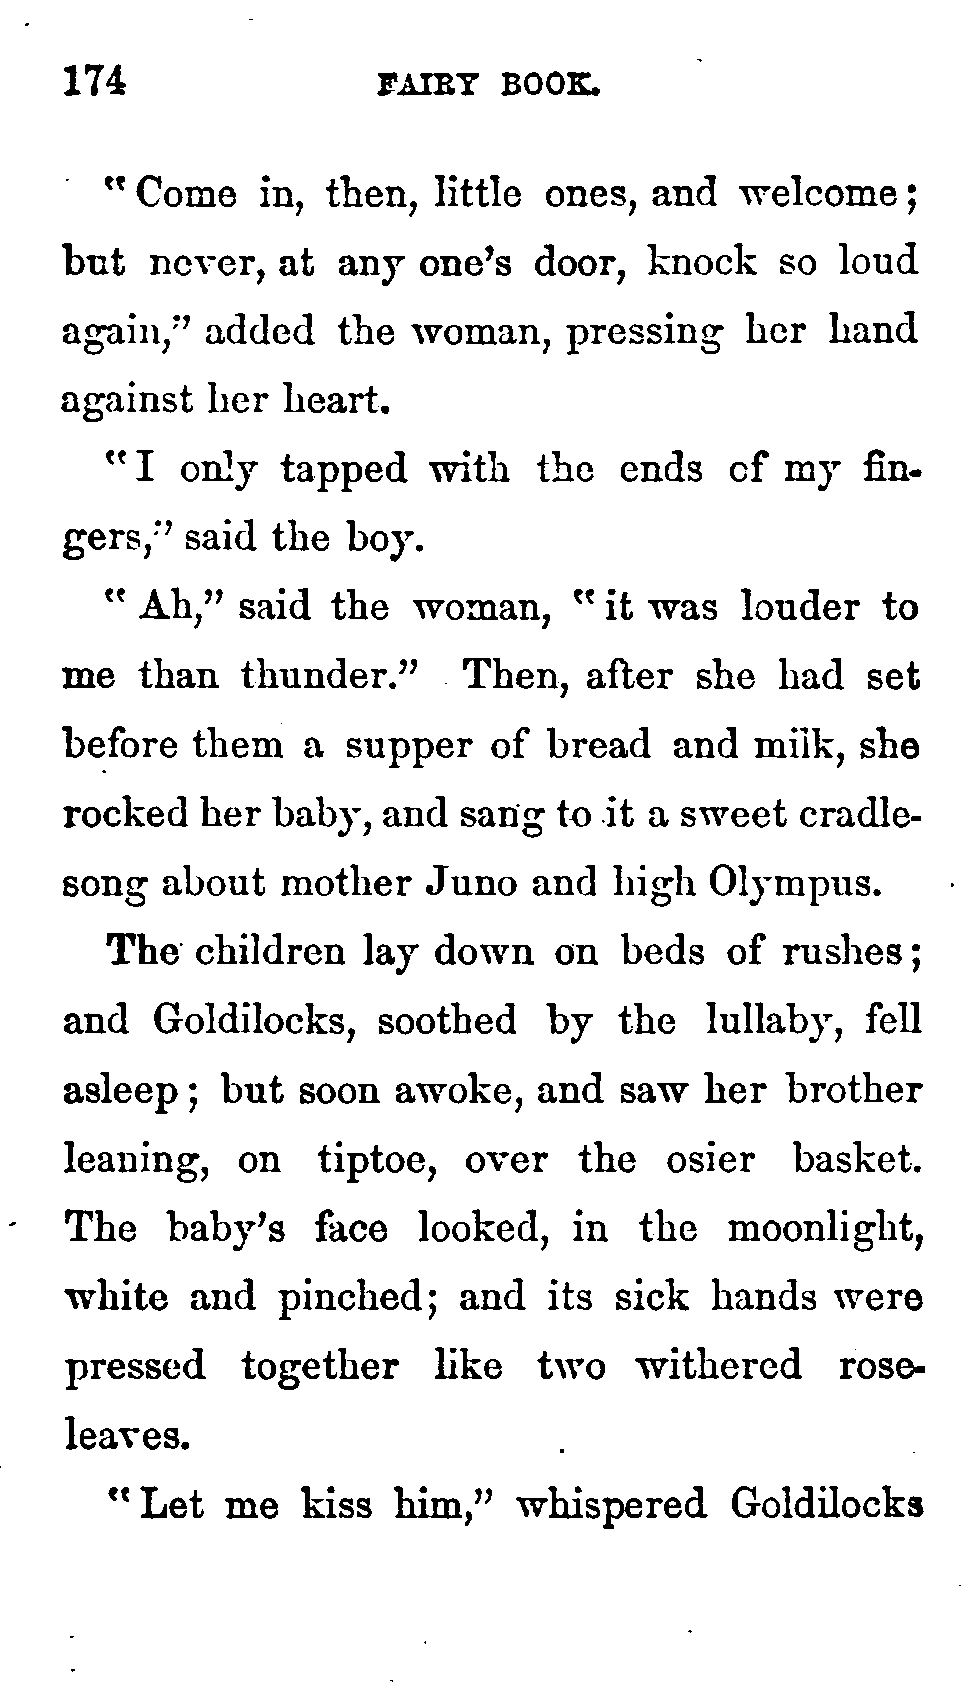 174 FAIRY BOOK.
"Come in, then, little ones, and welcome;
but never, at any one's door, knock so loud
again," added the woman, pressing her hand
against her heart.
"I only tapped with the ends of my fin-
gers," said the boy.
"Ah," said the woman, "it was louder to
me than thunder." Then, after she had set
before them a supper of bread and milk, she
rocked her baby, and sang to it a sweet cradle-
song about mother Juno and high Olympus.
The children lay down on beds of rushes;
and Goldilocks, soothed by the lullaby, fell
asleep; but soon awoke, and saw her brother
leaning, on tiptoe, over the osier basket.
The baby's face looked, in the moonlight,
white and pinched; and its sick hands were
pressed together like two withered rose-
leaves.
"Let me kiss him," whispered Goldilocks